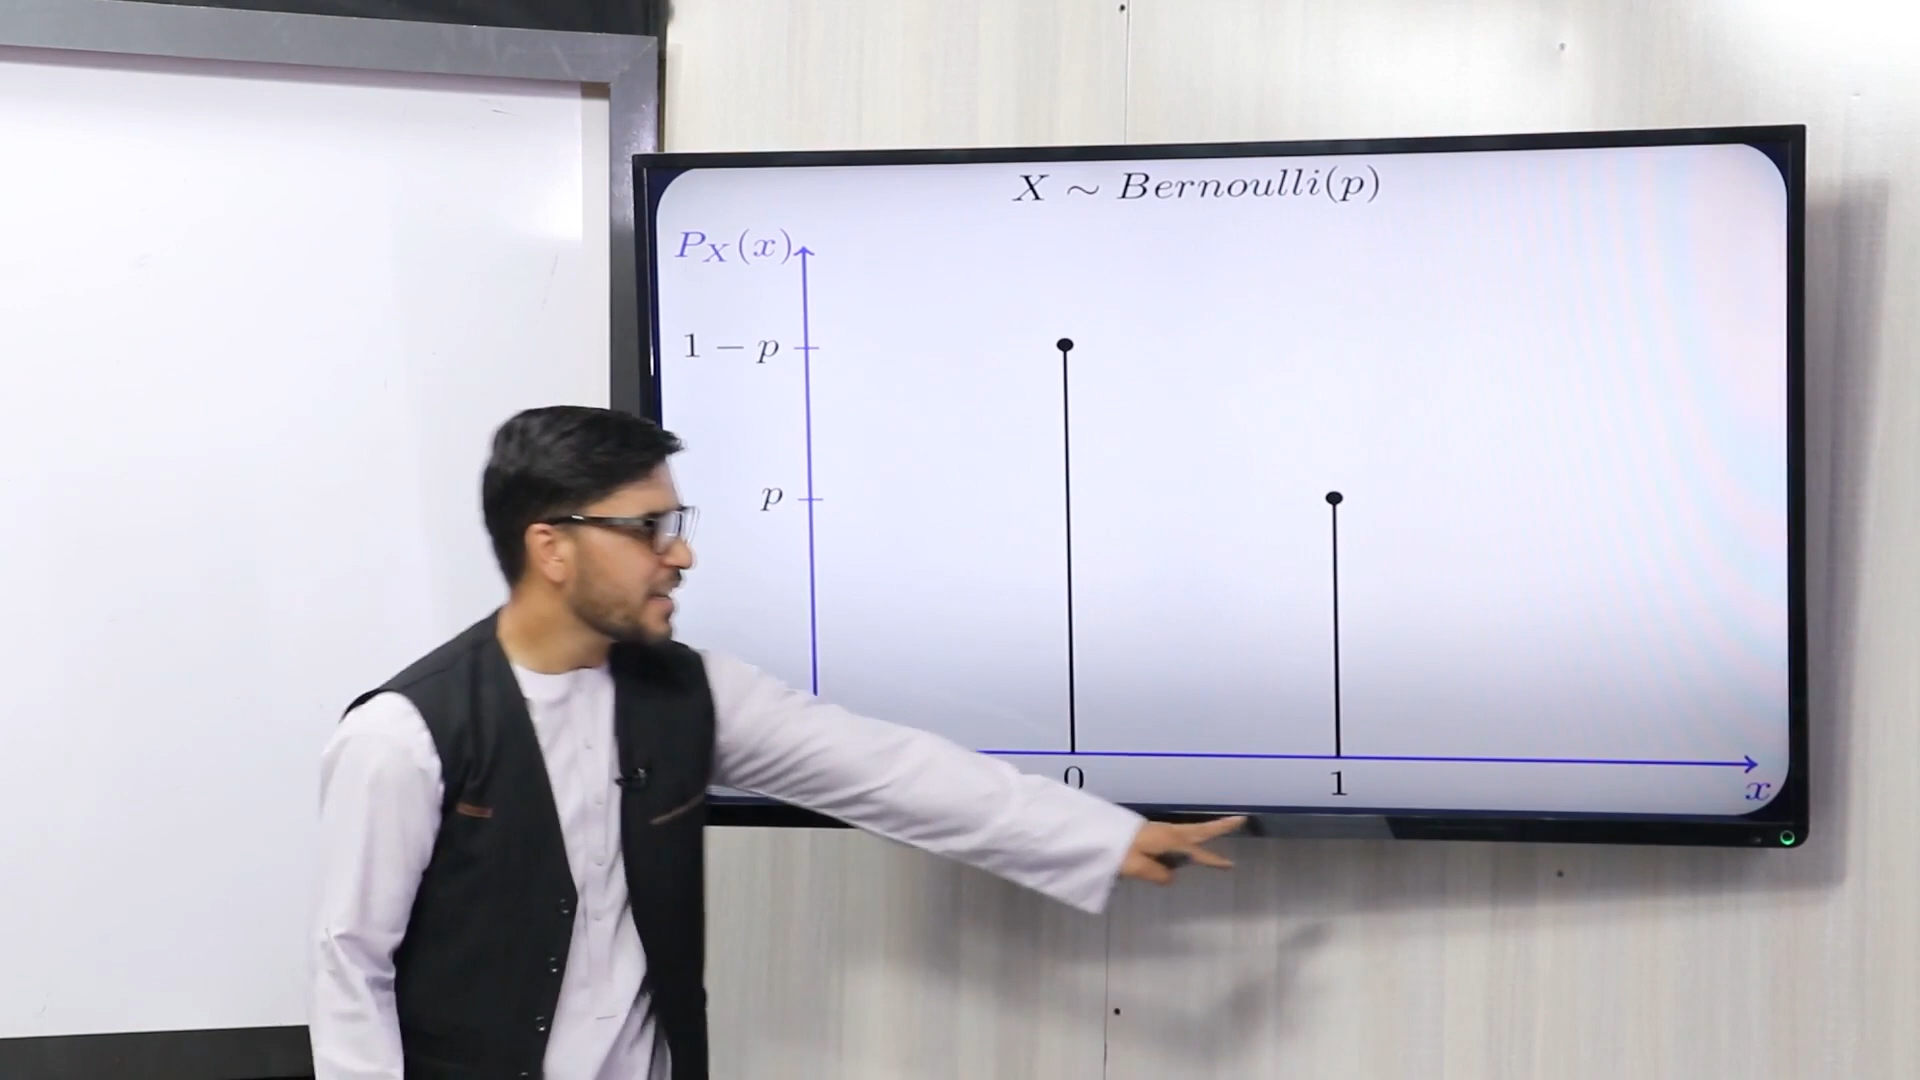 X ∼ Bernoulli(p)
P_X(x)
1 − p
p
0 1
x